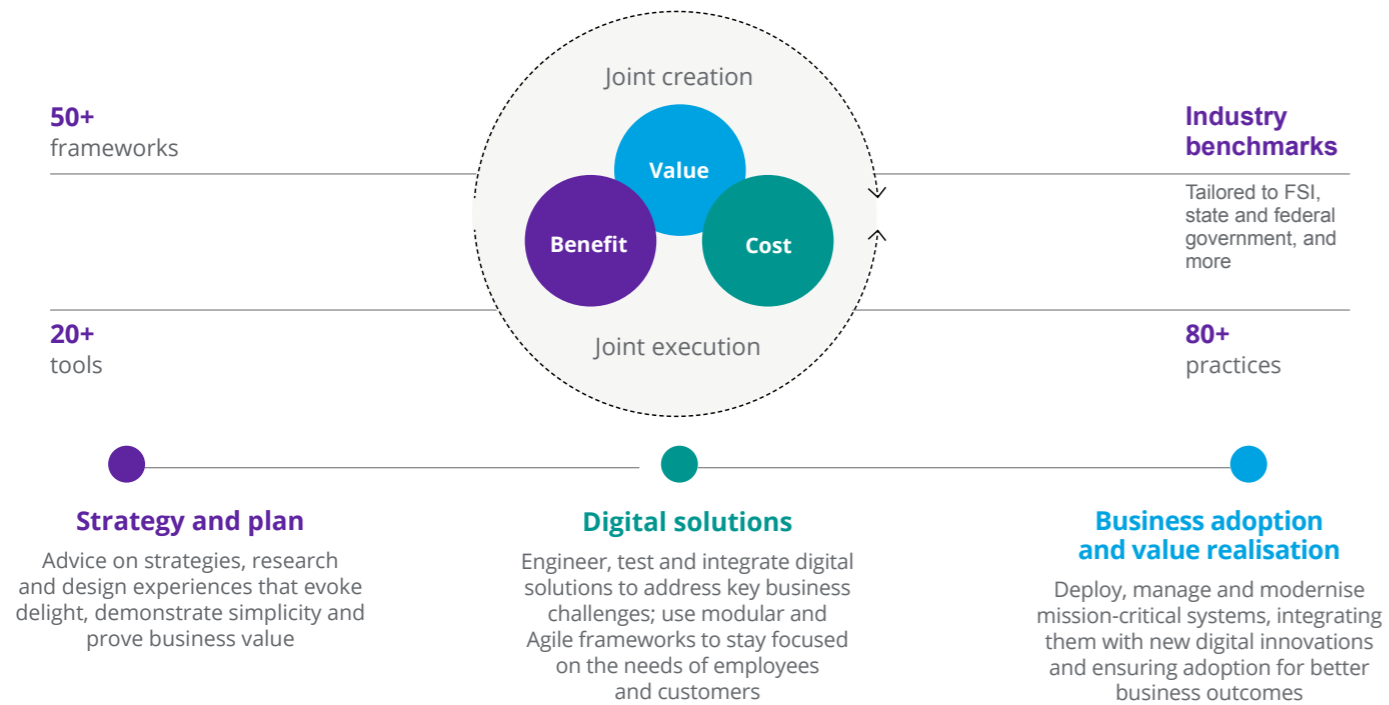 Joint creation
50+
frameworks
Industry
benchmarks
Value
Tailored to FSI,
state and federal
government, and
more
Benefit
Cost
20+
tools
Joint execution
80+
practices
Strategy and plan
Advice on strategies, research
and design experiences that evoke
delight, demonstrate simplicity and
prove business value
Digital solutions
Engineer, test and integrate digital
solutions to address key business
challenges; use modular and
Agile frameworks to stay focused
on the needs of employees
and customers
Business adoption
and value realisation
Deploy, manage and modernise
mission-critical systems, integrating
them with new digital innovations
and ensuring adoption for better
business outcomes